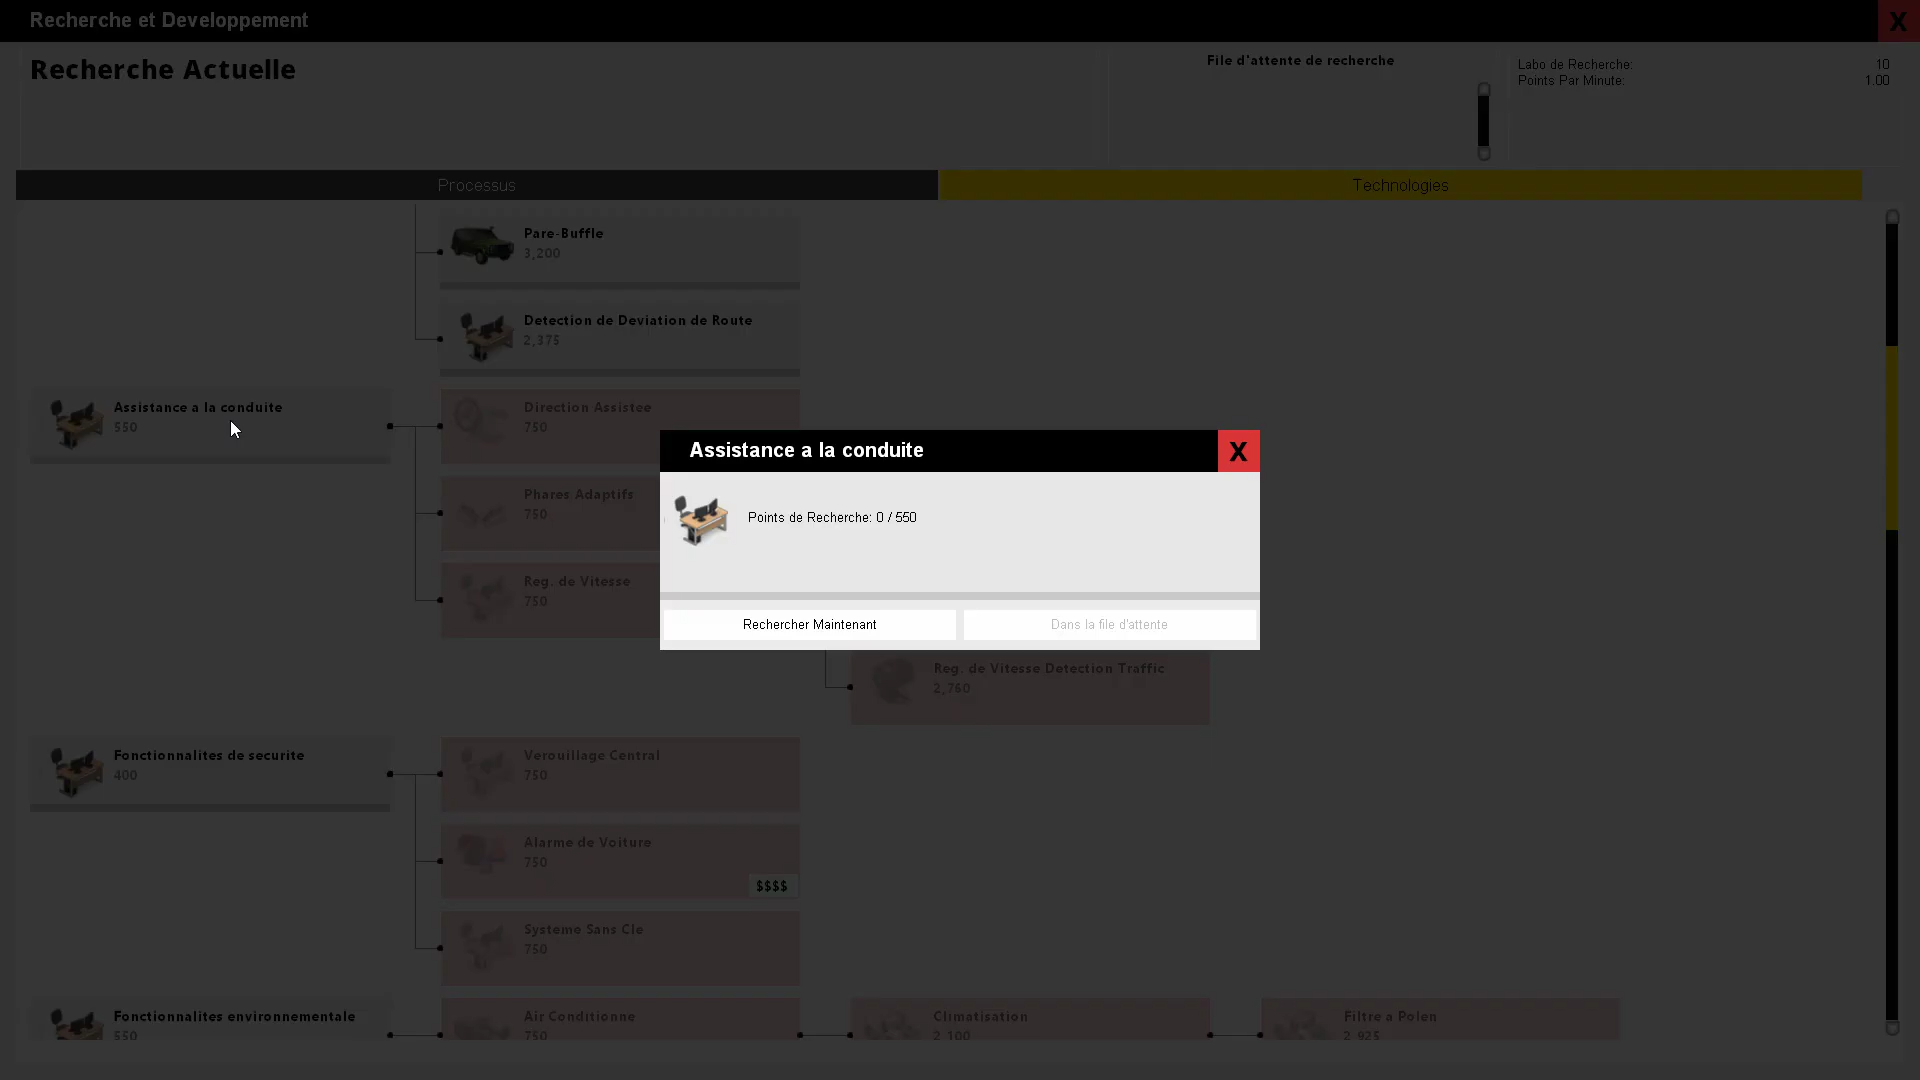 Recherche et Developpement
X
Recherche Actuelle
File d'attente de recherche
Labo de Recherche: 10
Points Par Minute: 1.00
Processus
Technologies
Pare-Buffle
3,200
Detection de Deviation de Route
2,375
Assistance a la conduite
550
Direction Assistee
750
Phares Adaptifs
750
Reg. de Vitesse
750
Assistance a la conduite
X
Points de Recherche: 0 / 550
Rechercher Maintenant
Dans la file d'attente
Reg. de Vitesse Detection Traffic
2,760
Fonctionnalites de securite
400
Verouillage Central
750
Alarme de Voiture
750
$$$$
Systeme Sans Cle
750
Fonctionnalites environnementale
550
Air Conditionne
750
Climatisation
2,100
Filtre a Polen
2,925